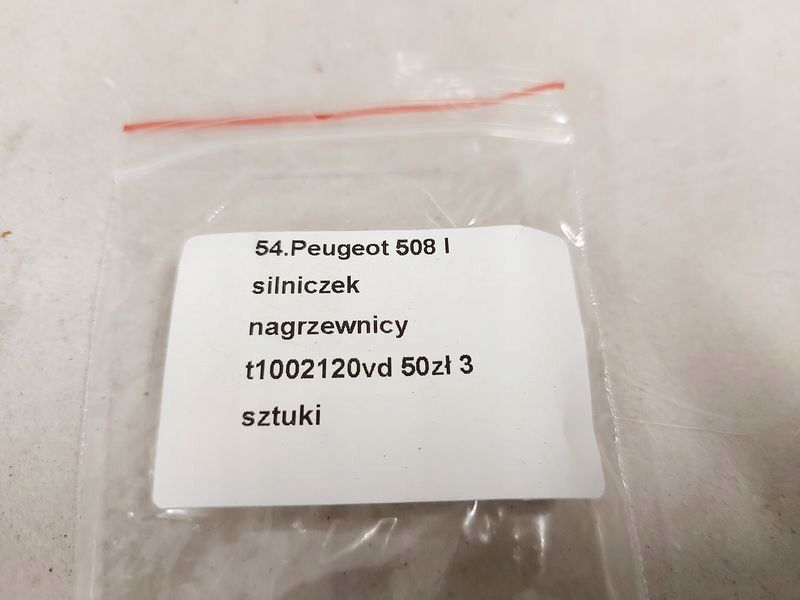 54.Peugeot 508 I
silniczek
nagrzewnicy
t1002120vd 50zł 3
sztuki